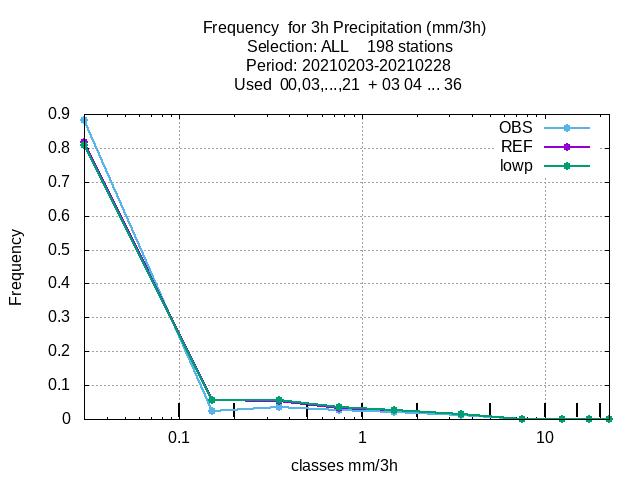 Frequency  for 3h Precipitation (mm/3h)
Selection: ALL    198 stations
Period: 20210203-20210228
Used  00,03,...,21  + 03 04 ... 36
OBS
REF
lowp
0.9
0.8
0.7
0.6
0.5
0.4
0.3
0.2
0.1
0
Frequency
0.1
1
10
classes mm/3h